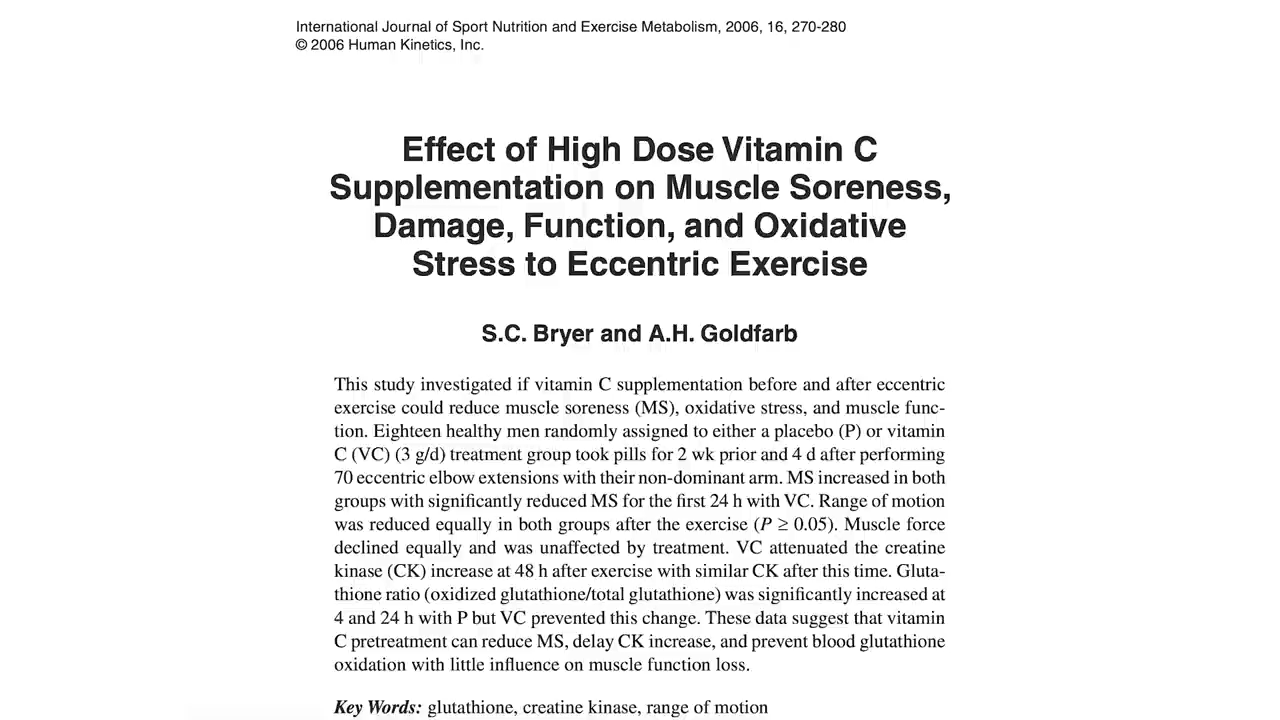 International Journal of Sport Nutrition and Exercise Metabolism, 2006, 16, 270-280
© 2006 Human Kinetics, Inc.
Effect of High Dose Vitamin C
Supplementation on Muscle Soreness,
Damage, Function, and Oxidative
Stress to Eccentric Exercise
S.C. Bryer and A.H. Goldfarb
This study investigated if vitamin C supplementation before and after eccentric
exercise could reduce muscle soreness (MS), oxidative stress, and muscle func-
tion. Eighteen healthy men randomly assigned to either a placebo (P) or vitamin
C (VC) (3 g/d) treatment group took pills for 2 wk prior and 4 d after performing
70 eccentric elbow extensions with their non-dominant arm. MS increased in both
groups with significantly reduced MS for the first 24 h with VC. Range of motion
was reduced equally in both groups after the exercise (P ≥ 0.05). Muscle force
declined equally and was unaffected by treatment. VC attenuated the creatine
kinase (CK) increase at 48 h after exercise with similar CK after this time. Gluta-
thione ratio (oxidized glutathione/total glutathione) was significantly increased at
4 and 24 h with P but VC prevented this change. These data suggest that vitamin
C pretreatment can reduce MS, delay CK increase, and prevent blood glutathione
oxidation with little influence on muscle function loss.
Key Words: glutathione, creatine kinase, range of motion